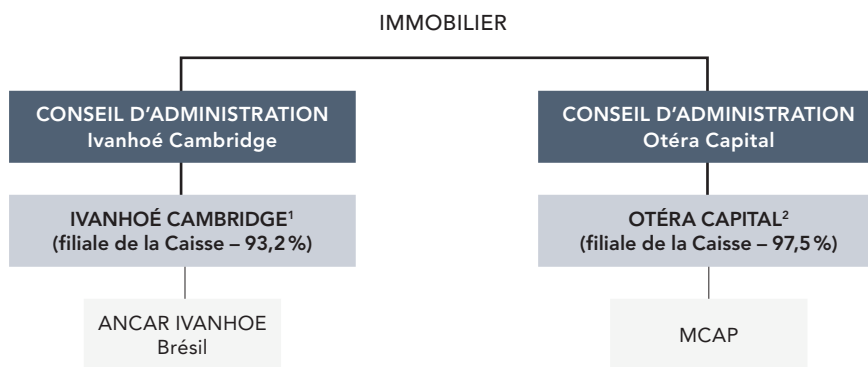 IMMOBILIER
CONSEIL D’ADMINISTRATION
Ivanhoé Cambridge
CONSEIL D’ADMINISTRATION
Otéra Capital
IVANHOÉ CAMBRIDGE¹
(filiale de la Caisse – 93,2 %)
OTÉRA CAPITAL²
(filiale de la Caisse – 97,5 %)
ANCAR IVANHOE
Brésil
MCAP